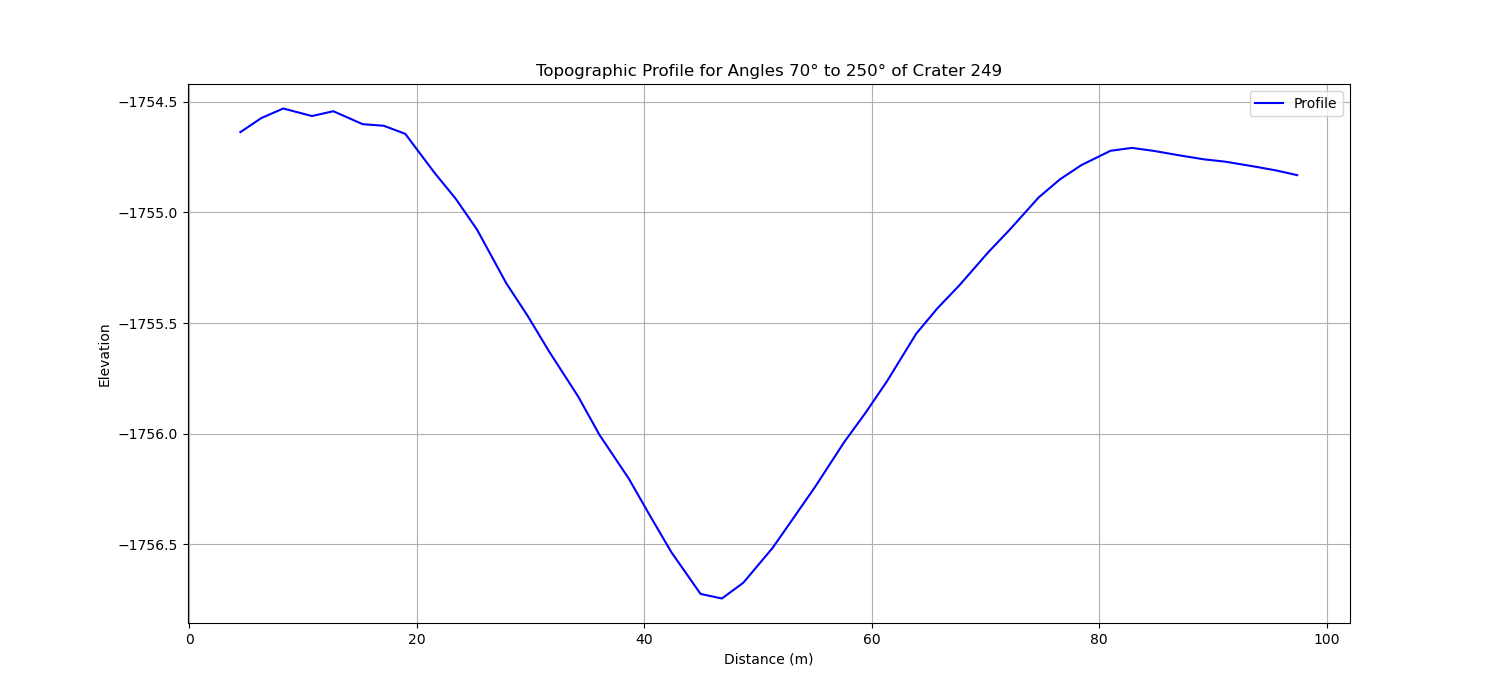 Topographic Profile for Angles 70° to 250° of Crater 249
Profile
Elevation
−1754.5
−1755.0
−1755.5
−1756.0
−1756.5
0 20 40 60 80 100
Distance (m)